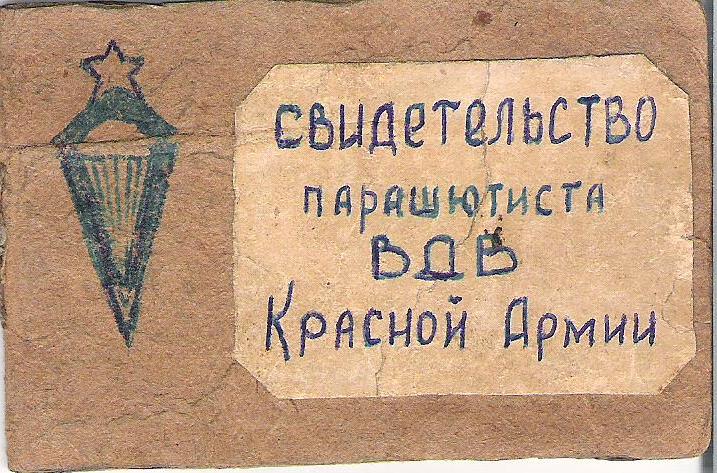 свидетельство
парашютиста
ВДВ
Красной Армии